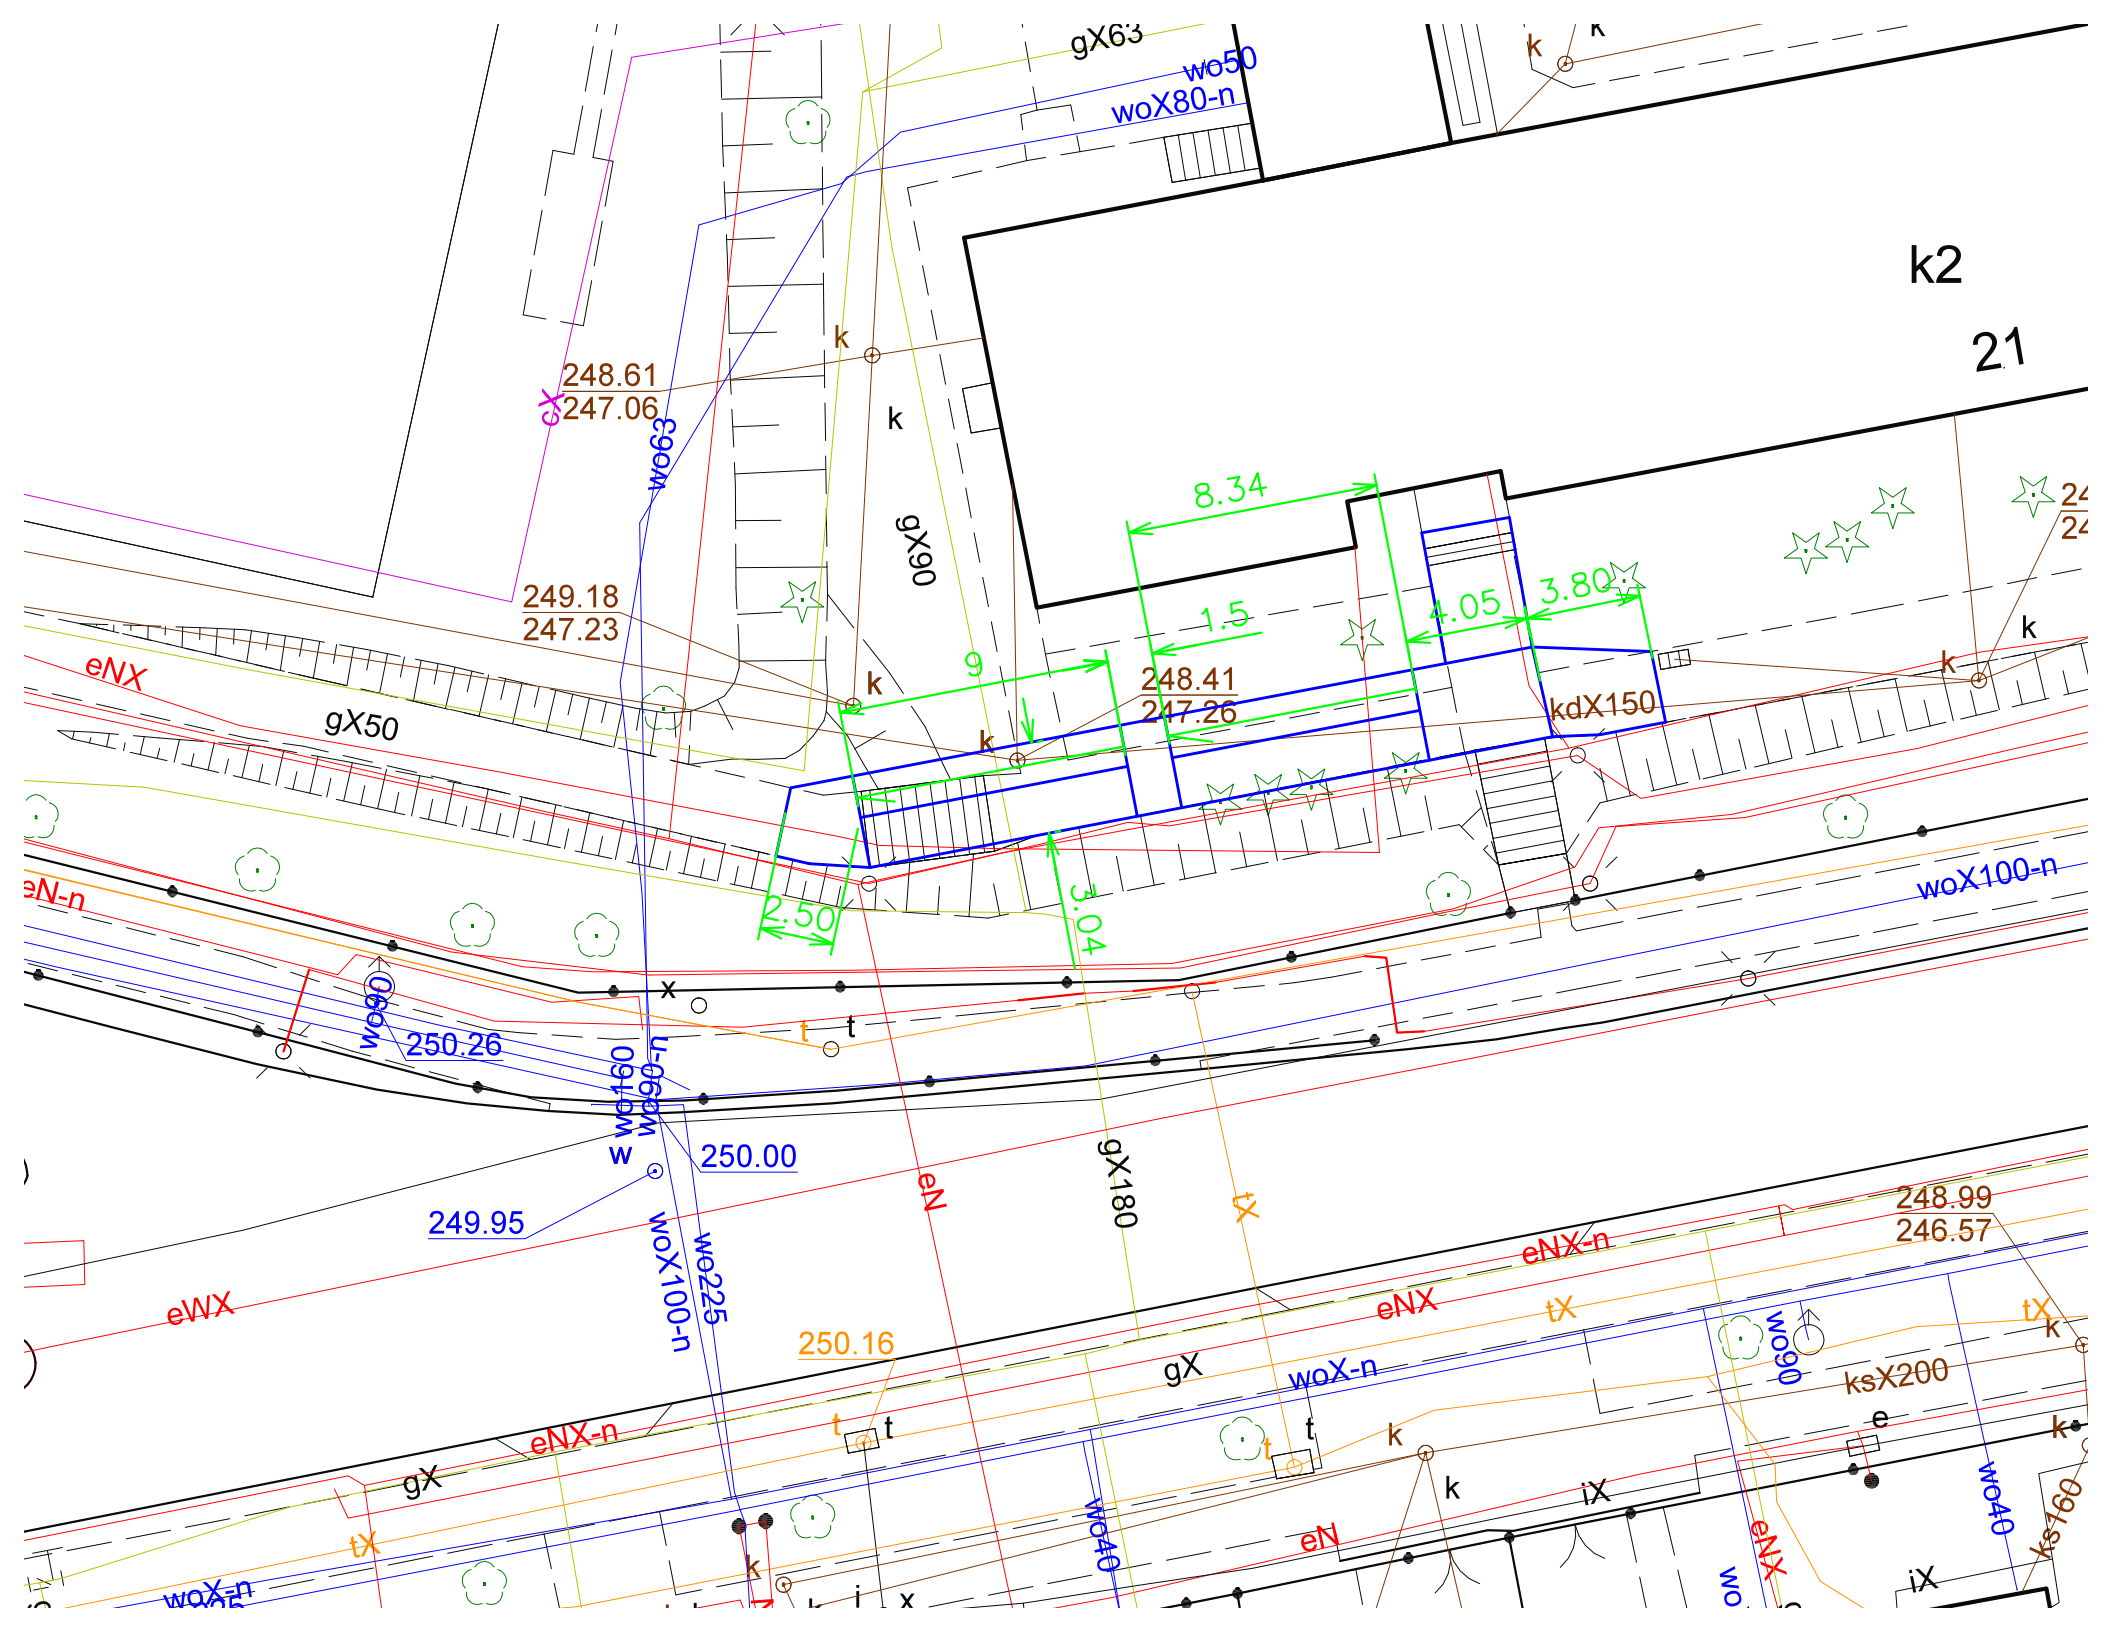 gX63
k
k
wo50
woX80-n
k2
21
k
248.61
247.06
cX
k
wo63
8.34
gX90
249.18
247.23
1.5
4.05
3.80
k
9
k
248.41
247.26
k
eNX
gX50
k
kdX150
eN-n
2.50
3.04
woX100-n
x
wo90
t
t
250.26
wo160
wo90-n
w
250.00
249.95
eN
gX180
tX
248.99
246.57
woX100-n
wo225
eNX-n
eWX
eNX
tX
tX
250.16
k
gX
woX-n
wo90
ksX200
t
t
e
eNX-n
t
t
k
k
gX
k
iX
wo40
wo40
ks160
tX
eN
eNX
k
iX
woX-n
wo
x